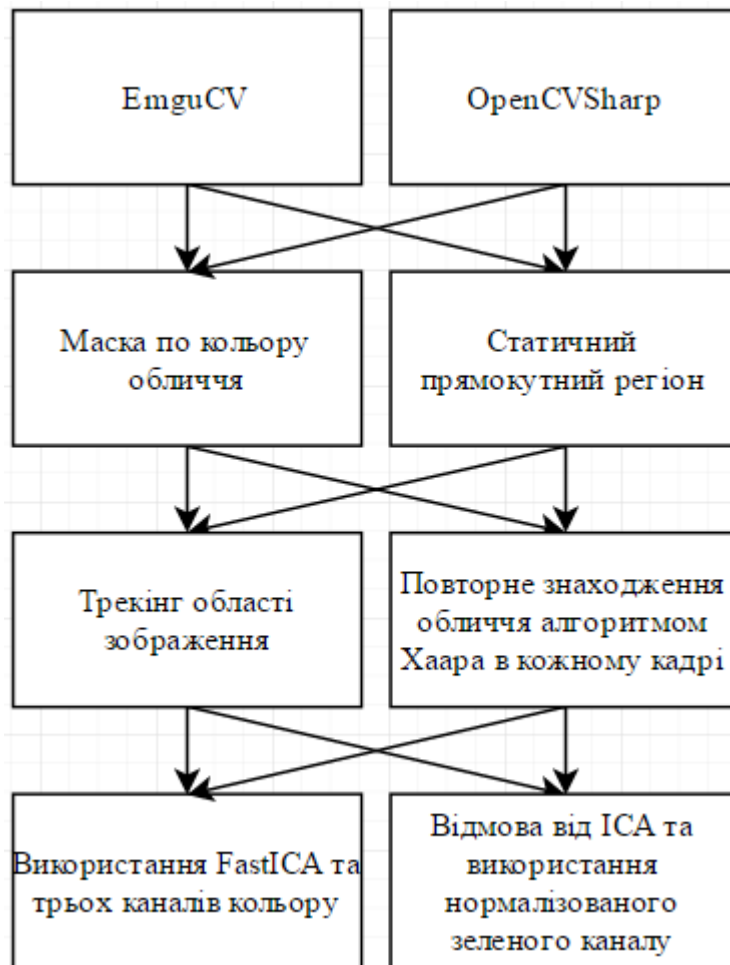 EmguCV
OpenCVSharp
Маска по кольору
обличчя
Статичний
прямокутний регіон
Трекінг області
зображення
Повторне знаходження
обличчя алгоритмом
Хаара в кожному кадрі
Використання FastICA та
трьох каналів кольору
Відмова від ICA та
використання
нормалізованого
зеленого каналу